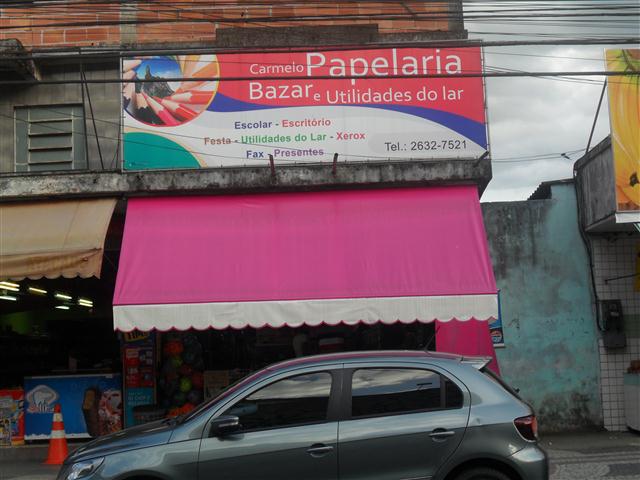 Carmelo Papelaria
Bazar e Utilidades do lar
Escolar - Escritório
Festa - Utilidades do Lar - Xerox
Fax - Presentes
Tel.: 2632-7521